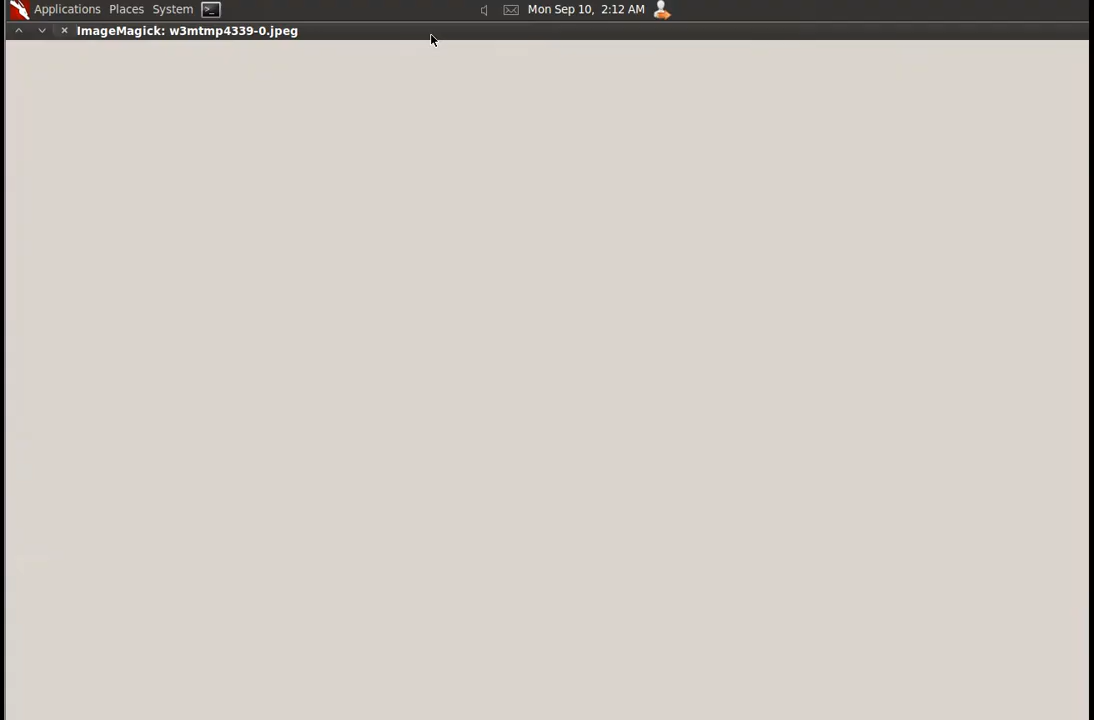 Applications Places System Mon Sep 10, 2:12 AM
ImageMagick: w3mtmp4339-0.jpeg